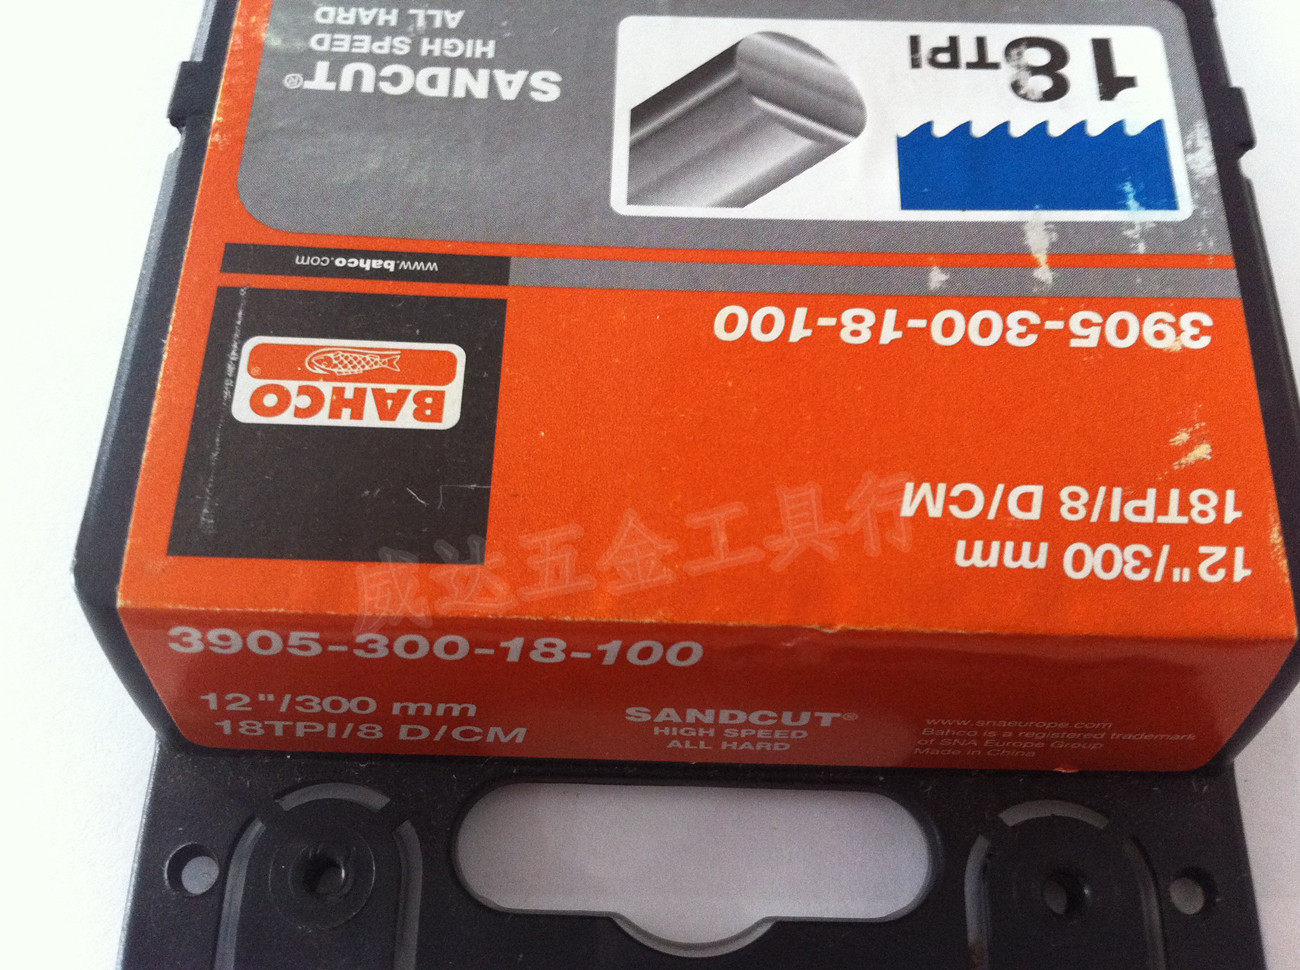 18TPI
SANDCUT®
HIGH SPEED
ALL HARD
www.bahco.com
3905-300-18-100
BAHCO
®
18TPI/8 D/CM
12"/300 mm
威达五金工具行
3905-300-18-100
12"/300 mm
18TPI/8 D/CM
SANDCUT®
HIGH SPEED
ALL HARD
www.snaeurope.com
Bahco is a registered trademark
of SNA Europe Group
Made in China